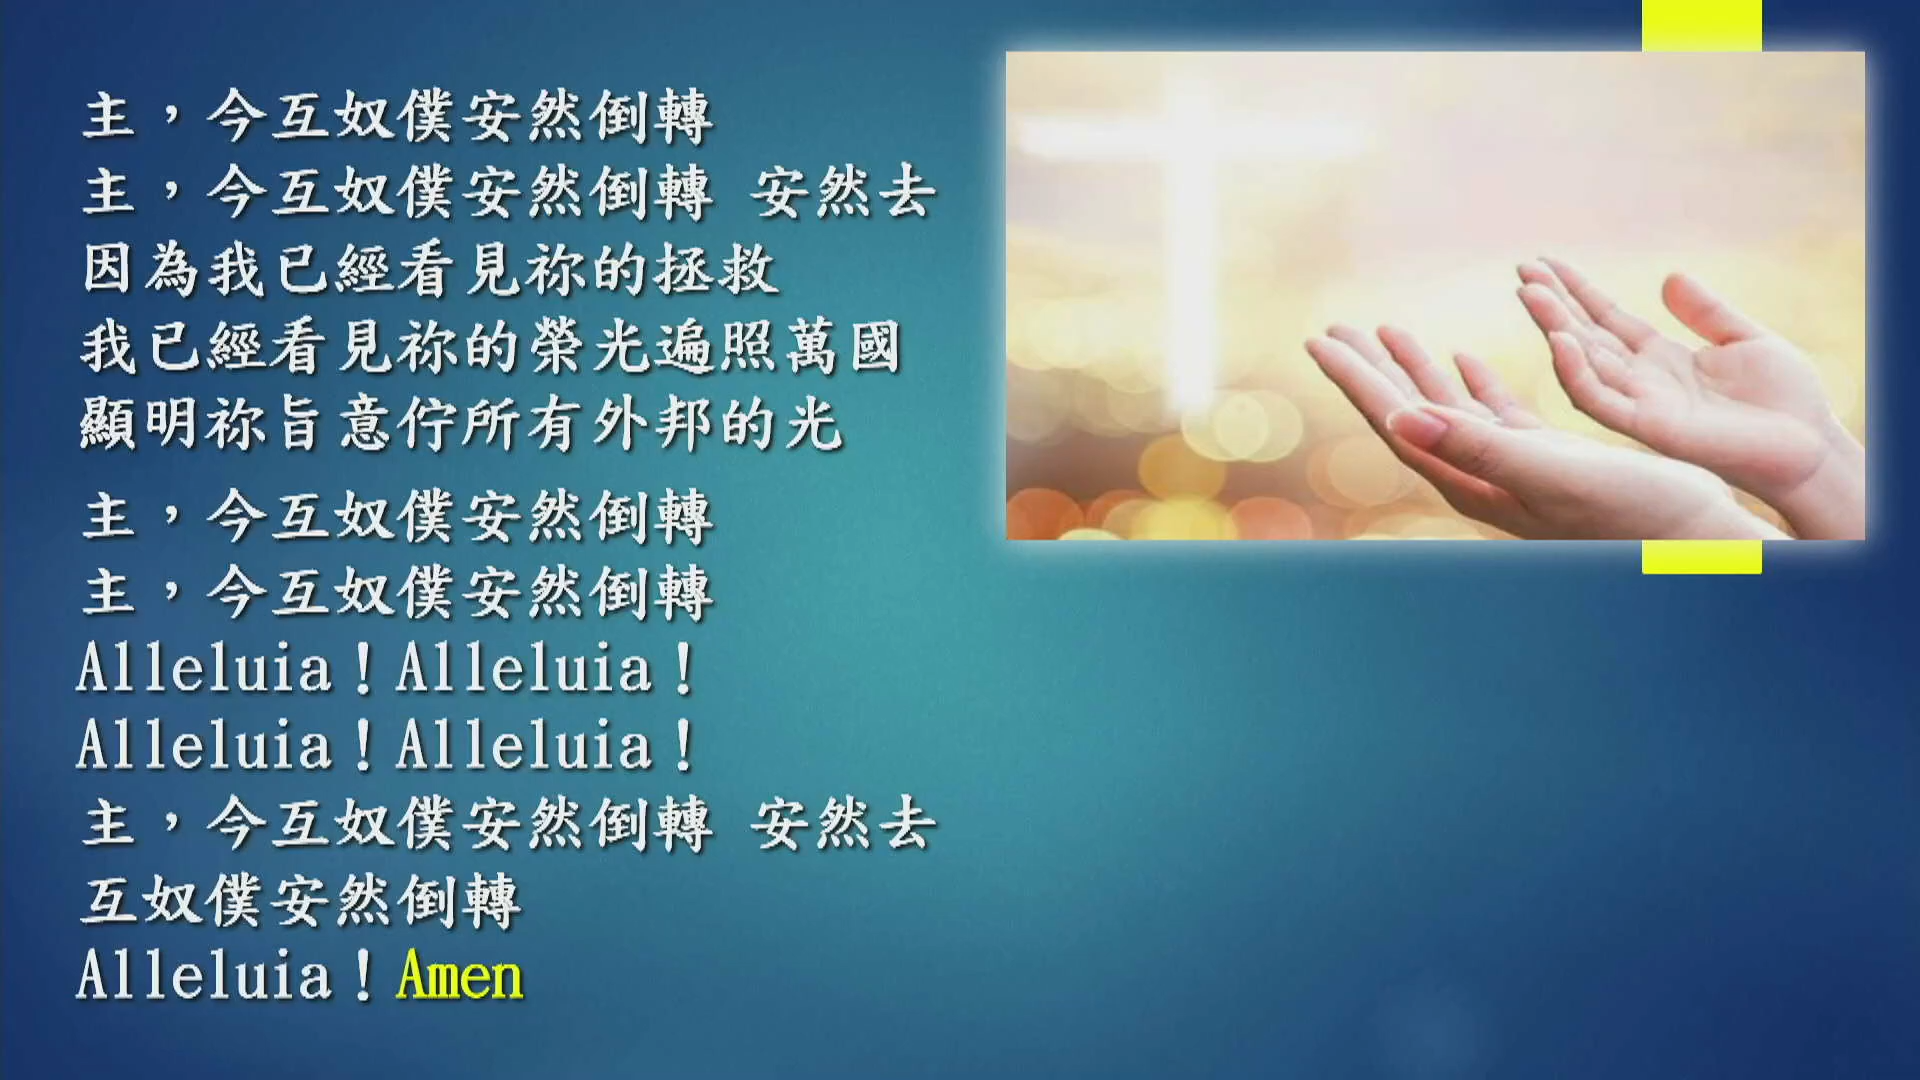 主，今互奴僕安然倒轉
主，今互奴僕安然倒轉 安然去
因為我已經看見祢的拯救
我已經看見祢的榮光遍照萬國
顯明祢旨意佇所有外邦的光
主，今互奴僕安然倒轉
主，今互奴僕安然倒轉
Alleluia！Alleluia！
Alleluia！Alleluia！
主，今互奴僕安然倒轉 安然去
互奴僕安然倒轉
Alleluia！Amen